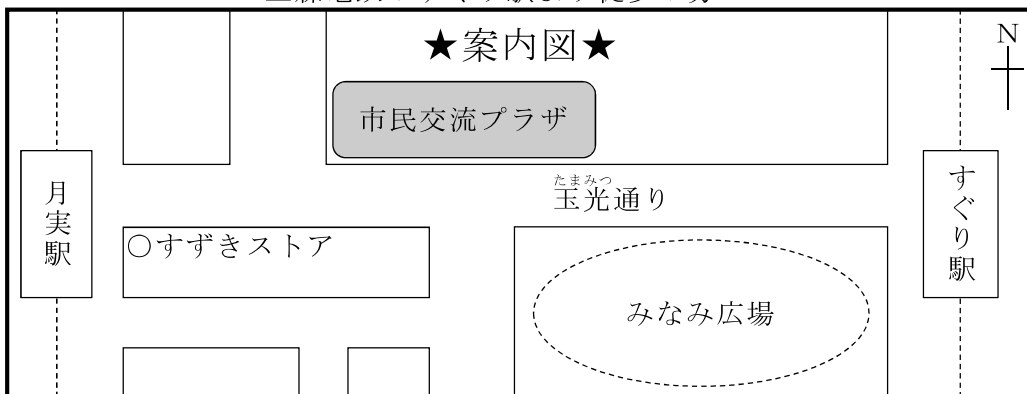 ★案内図★
N
市民交流プラザ
たまみつ
玉光通り
月実駅
すぐり駅
○すずきストア
みなみ広場